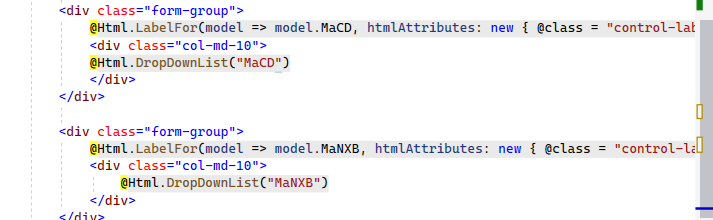 <div class="form-group">
@Html.LabelFor(model => model.MaCD, htmlAttributes: new { @class = "control-lab
<div class="col-md-10">
@Html.DropDownList("MaCD")
</div>
</div>
<div class="form-group">
@Html.LabelFor(model => model.MaNXB, htmlAttributes: new { @class = "control-la
<div class="col-md-10">
@Html.DropDownList("MaNXB")
</div>
</div>